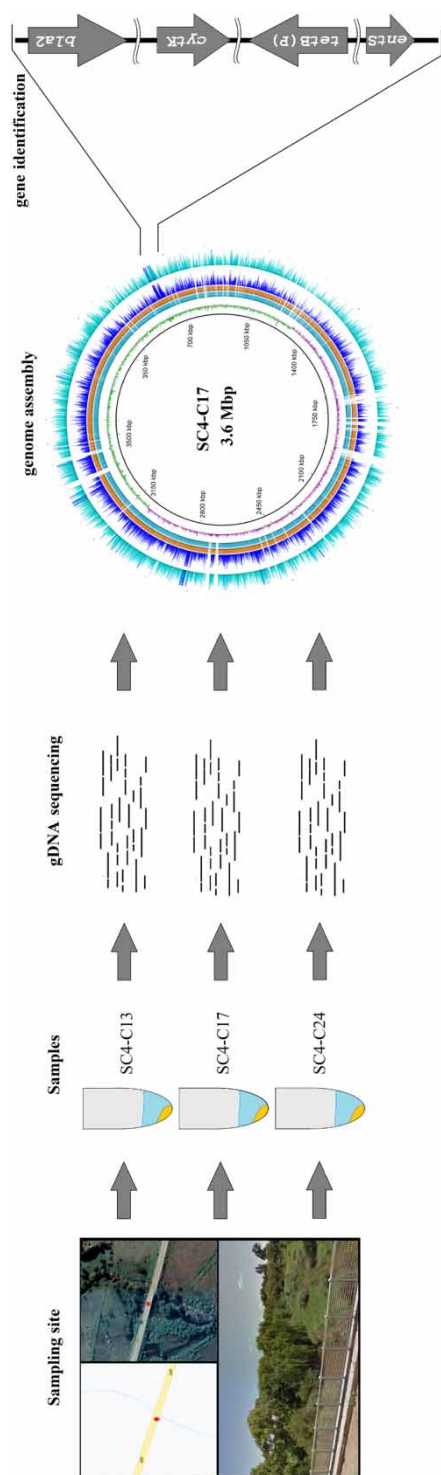 Sampling site
Samples
gDNA sequencing
genome assembly
gene identification
SC4-C13
SC4-C17
SC4-C24
SC4-C17
3.6 Mbp
350 kbp
700 kbp
1050 kbp
1400 kbp
1750 kbp
2100 kbp
2450 kbp
2800 kbp
3150 kbp
3500 kbp
bla2
cytK
tetB(P)
entS